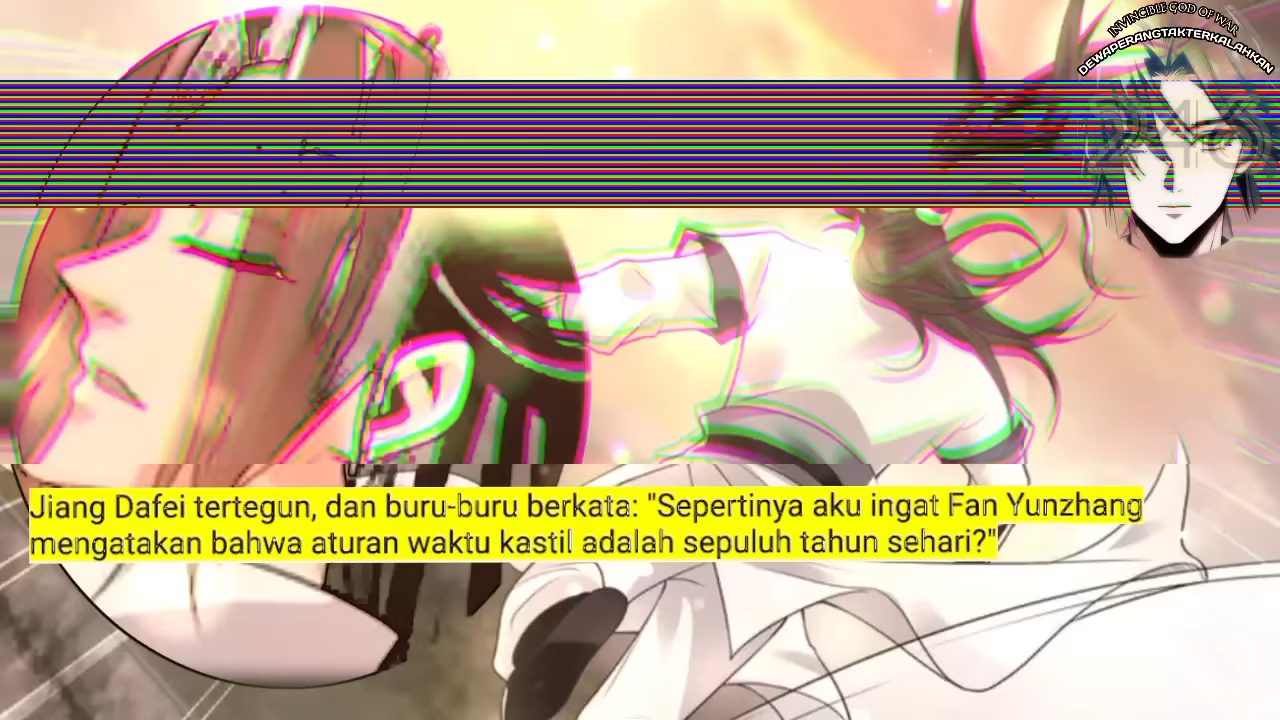 INVINCIBLE GOD OF WAR
DEWAPERANGTAKTERKALAHKAN
Jiang Dafei tertegun, dan buru-buru berkata: "Sepertinya aku ingat Fan Yunzhang
mengatakan bahwa aturan waktu kastil adalah sepuluh tahun sehari?"